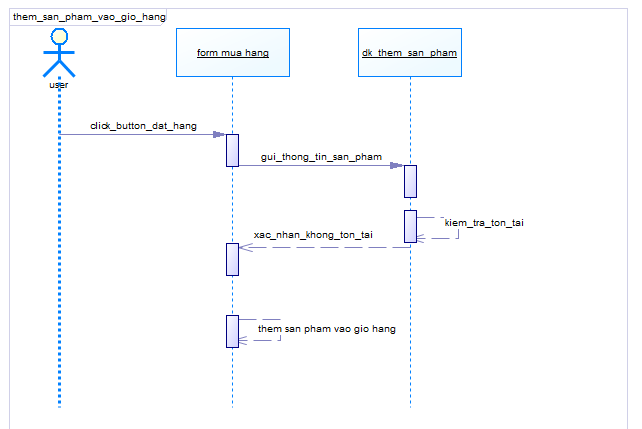 them_san_pham_vao_gio_hang
user
form mua hang
dk_them_san_pham
click_button_dat_hang
gui_thong_tin_san_pham
kiem_tra_ton_tai
xac_nhan_khong_ton_tai
them san pham vao gio hang